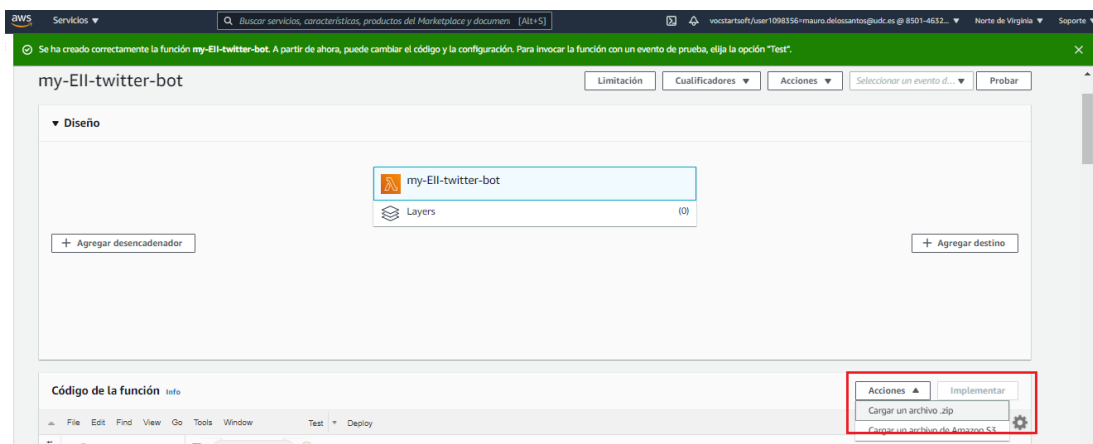 aws Servicios ▼ Buscar servicios, características, productos del Marketplace y documen [Alt+S] vocstartsoft/user1098356=mauro.delossantos@udc.es @ 8501-4632... ▼ Norte de Virginia ▼ Soporte
Se ha creado correctamente la función my-EII-twitter-bot. A partir de ahora, puede cambiar el código y la configuración. Para invocar la función con un evento de prueba, elija la opción "Test".
my-EII-twitter-bot Limitación Cualificadores ▼ Acciones ▼ Seleccionar un evento d... ▼ Probar
▼ Diseño
my-EII-twitter-bot
Layers (0)
+ Agregar desencadenador + Agregar destino
Código de la función Info Acciones ▲ Implementar
File Edit Find View Go Tools Window Test ▼ Deploy Cargar un archivo .zip
Cargar un archivo de Amazon S3